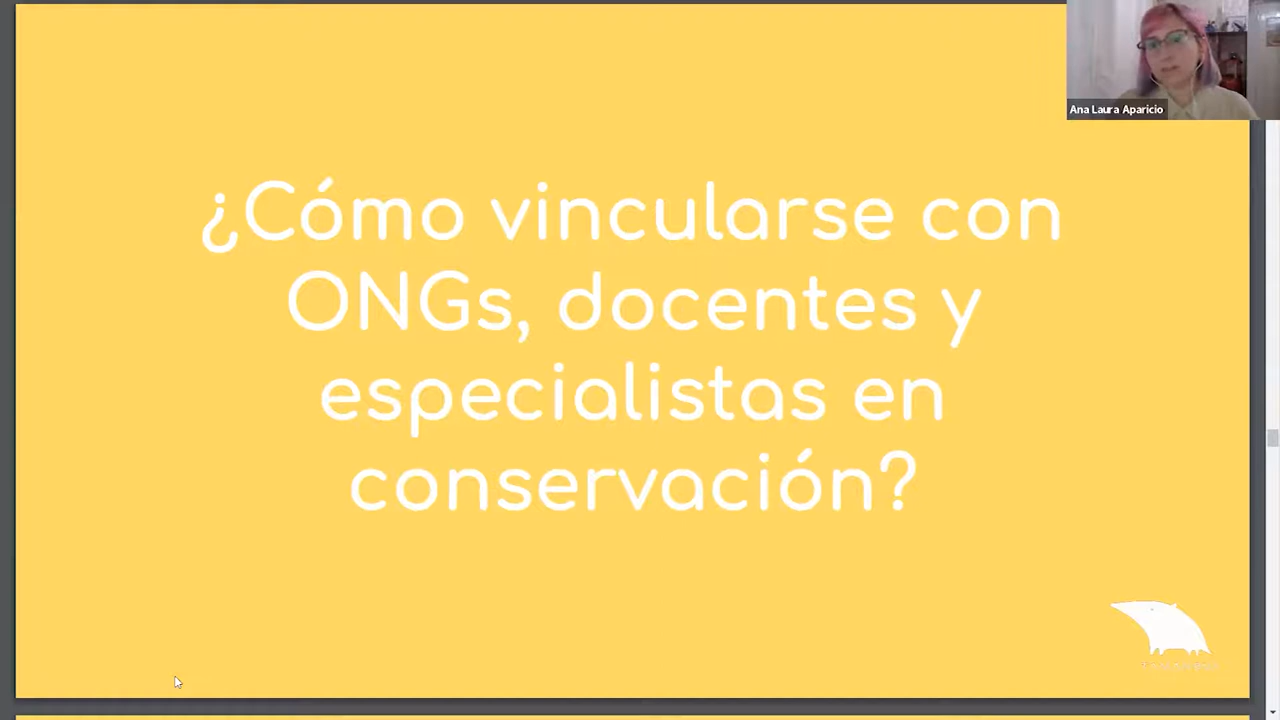 Ana Laura Aparicio
¿Cómo vincularse con
ONGs, docentes y
especialistas en
conservación?